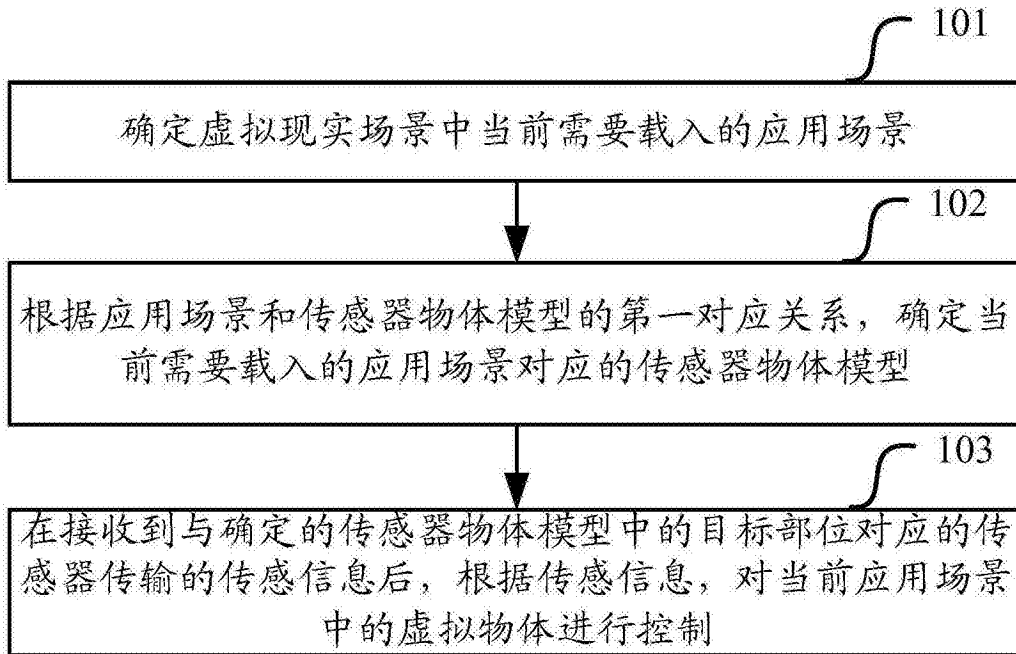 101
确定虚拟现实场景中当前需要载入的应用场景
102
根据应用场景和传感器物体模型的第一对应关系，确定当
前需要载入的应用场景对应的传感器物体模型
103
在接收到与确定的传感器物体模型中的目标部位对应的传
感器传输的传感信息后，根据传感信息，对当前应用场景
中的虚拟物体进行控制